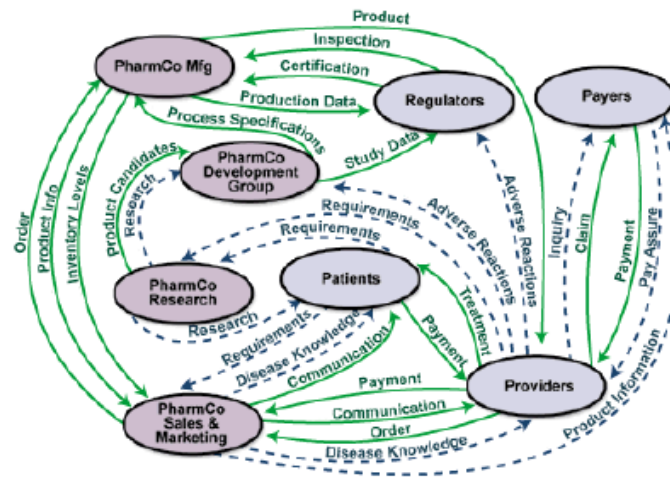 Product
Inspection
PharmCo Mfg
Certification
Production Data
Regulators
Payers
Process Specifications
Study Data
PharmCo
Development
Group
Product Candidates
Research
Order
Product Info
Inventory Levels
Requirements
Requirements
Adverse Reactions
Adverse Reactions
Inquiry
Claim
Payment
Pay Assure
PharmCo
Research
Patients
Research
Requirements
Disease Knowledge
Communication
Payment
Treatment
Providers
Product Information
Payment
Communication
Order
Disease Knowledge
PharmCo
Sales &
Marketing